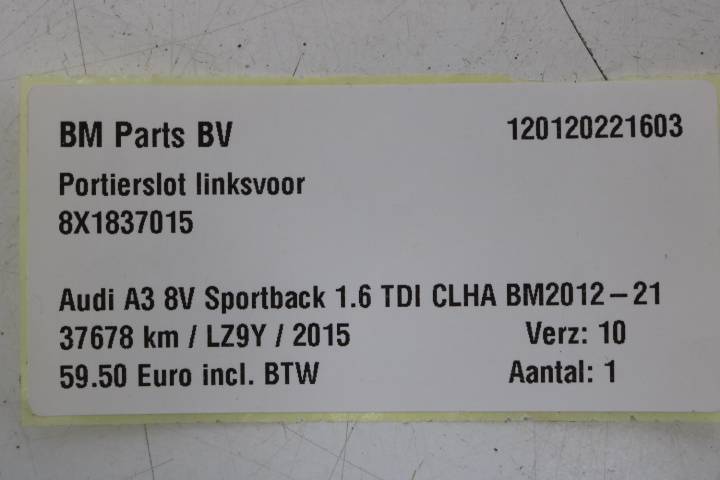 BM Parts BV 120120221603
Portierslot linksvoor
8X1837015
Audi A3 8V Sportback 1.6 TDI CLHA BM2012-21
37678 km / LZ9Y / 2015 Verz: 10
59.50 Euro incl. BTW Aantal: 1